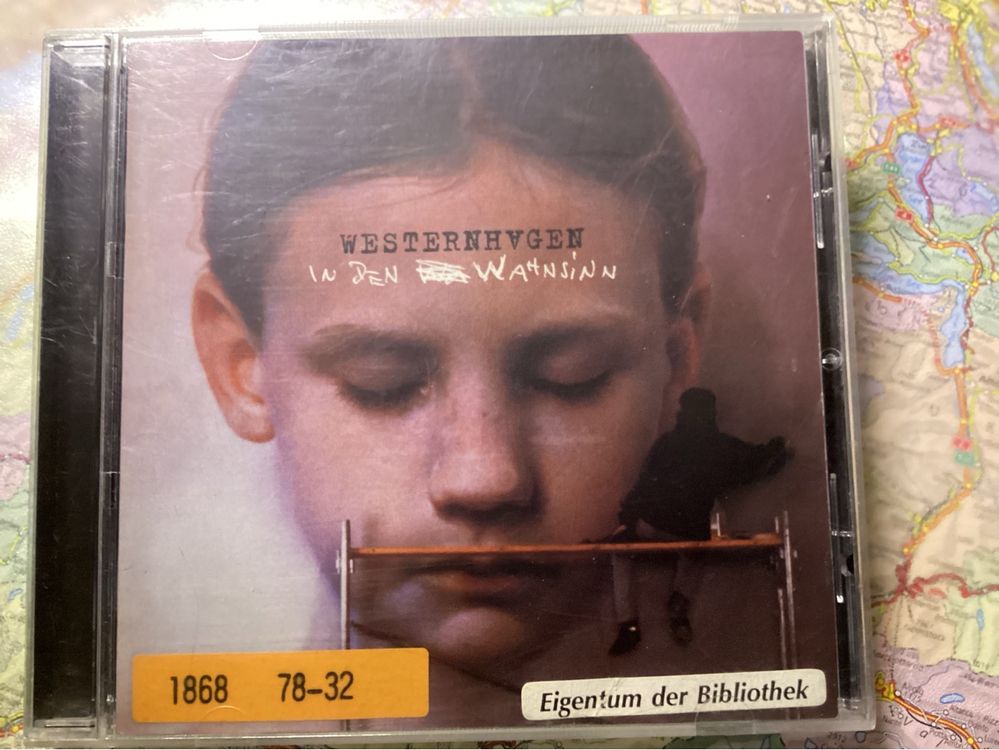 WESTERNHAGEN
IN DEN WAHNSINN
1868 78-32
Eigentum der Bibliothek